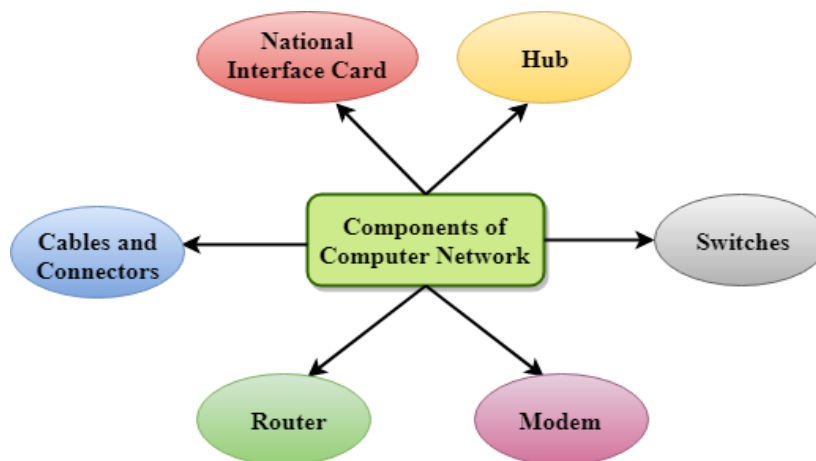 National
Interface Card
Hub
Components of
Computer Network
Cables and
Connectors
Switches
Router
Modem